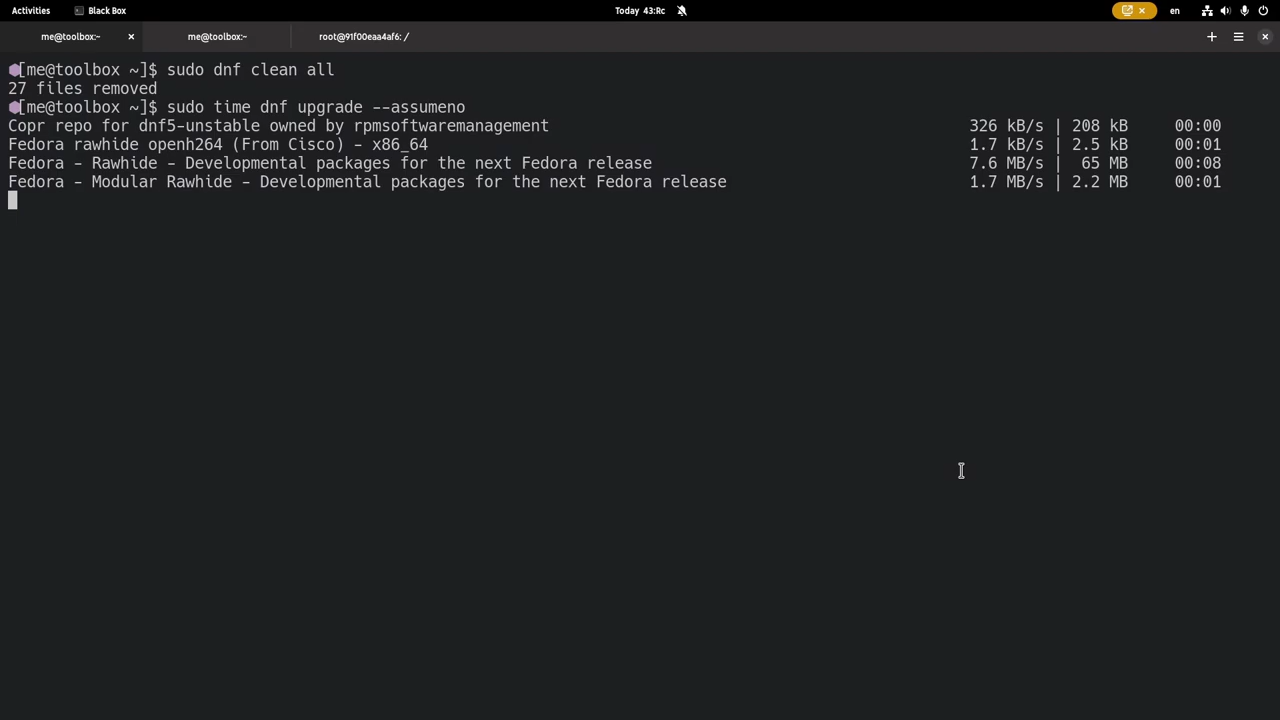 Activities Black Box Today 43:Rc en
me@toolbox:~ me@toolbox:~ root@91f00eaa4af6: /
[me@toolbox ~]$ sudo dnf clean all
27 files removed
[me@toolbox ~]$ sudo time dnf upgrade --assumeno
Copr repo for dnf5-unstable owned by rpmsoftwaremanagement 326 kB/s | 208 kB 00:00
Fedora rawhide openh264 (From Cisco) - x86_64 1.7 kB/s | 2.5 kB 00:01
Fedora - Rawhide - Developmental packages for the next Fedora release 7.6 MB/s | 65 MB 00:08
Fedora - Modular Rawhide - Developmental packages for the next Fedora release 1.7 MB/s | 2.2 MB 00:01